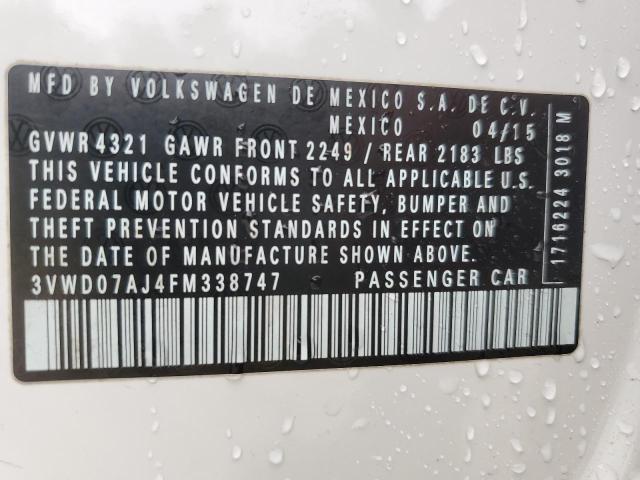 MFD BY VOLKSWAGEN DE MEXICO S.A. DE C.V.
MEXICO 04/15
GVWR 4321 GAWR FRONT 2249 / REAR 2183 LBS
THIS VEHICLE CONFORMS TO ALL APPLICABLE U.S.
FEDERAL MOTOR VEHICLE SAFETY, BUMPER AND
THEFT PREVENTION STANDARDS IN EFFECT ON
THE DATE OF MANUFACTURE SHOWN ABOVE.
3VWD07AJ4FM338747 PASSENGER CAR
1716224 3018 M